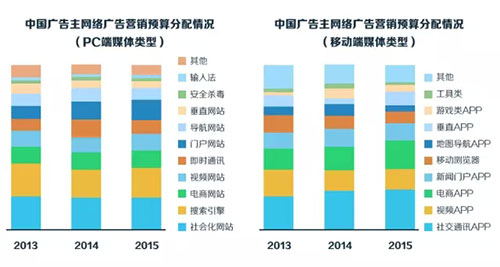 中国广告主网络广告营销预算分配情况
（PC端媒体类型）
其他
输入法
安全杀毒
垂直网站
导航网站
门户网站
即时通讯
视频网站
电商网站
搜索引擎
社会化网站
2013 2014 2015
中国广告主网络广告营销预算分配情况
（移动端媒体类型）
其他
工具类
游戏类APP
垂直APP
地图导航APP
移动浏览器
新闻门户APP
电商APP
视频APP
社交通讯APP
2013 2014 2015